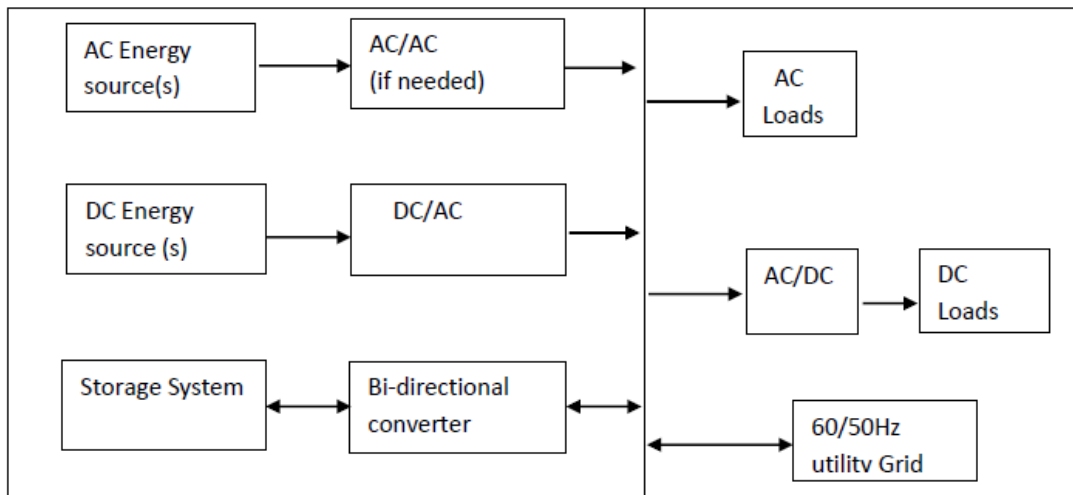 AC Energy
source(s)
AC/AC
(if needed)
AC
Loads
DC Energy
source (s)
DC/AC
AC/DC
DC
Loads
Storage System
Bi-directional
converter
60/50Hz
utility Grid